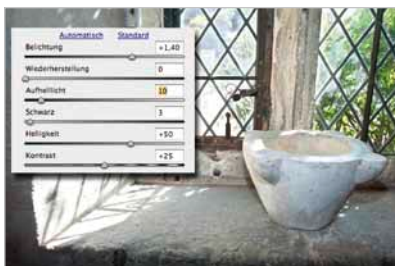 Automatisch Standard
Belichtung +1,40
Wiederherstellung 0
Aufhelllicht 10
Schwarz 3
Helligkeit +50
Kontrast +25